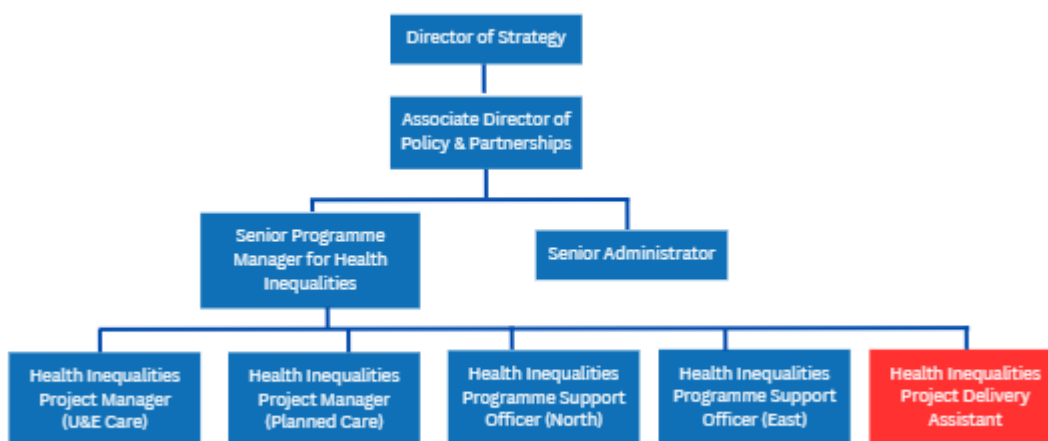 Director of Strategy
Associate Director of
Policy & Partnerships
Senior Programme
Manager for Health
Inequalities
Senior Administrator
Health Inequalities
Project Manager
(U&E Care)
Health Inequalities
Project Manager
(Planned Care)
Health Inequalities
Programme Support
Officer (North)
Health Inequalities
Programme Support
Officer (East)
Health Inequalities
Project Delivery
Assistant